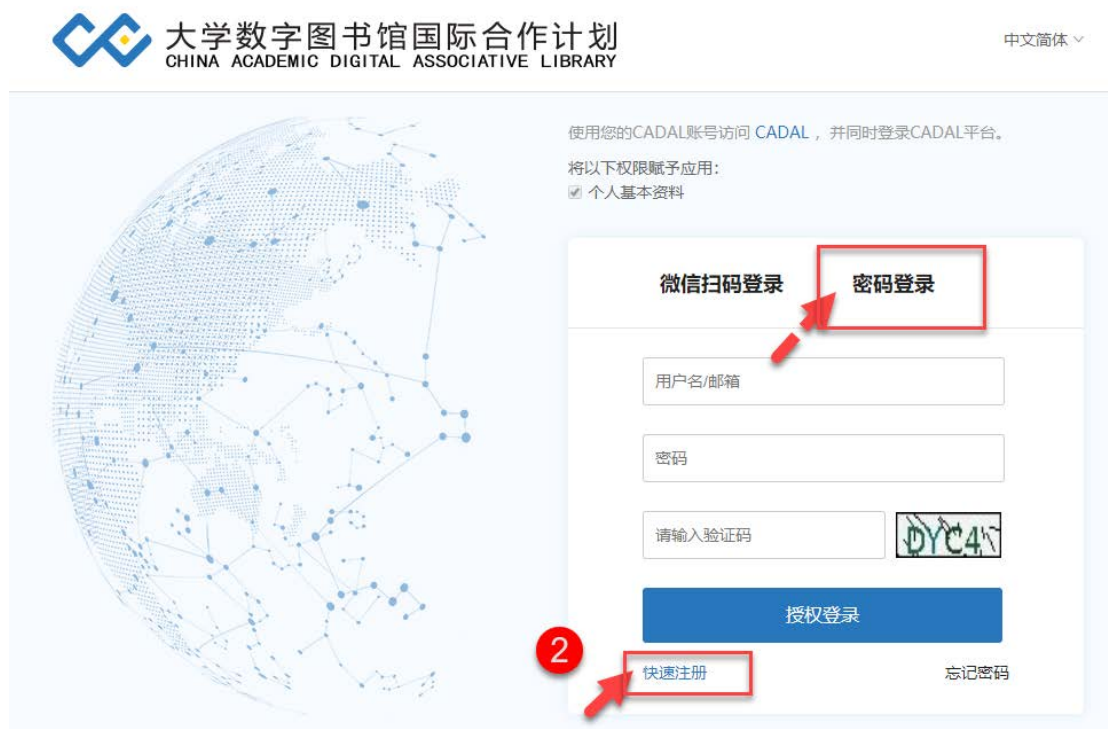 大学数字图书馆国际合作计划
CHINA ACADEMIC DIGITAL ASSOCIATIVE LIBRARY
中文简体
使用您的CADAL账号访问 CADAL ，并同时登录CADAL平台。
将以下权限赋予应用：
个人基本资料
微信扫码登录 密码登录
用户名/邮箱
密码
请输入验证码 DYC4
授权登录
2
快速注册 忘记密码